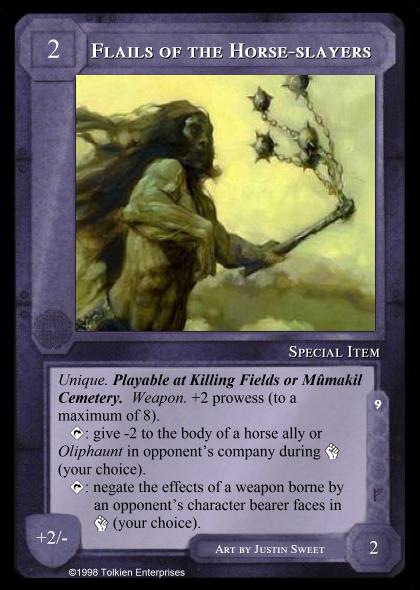 2
FLAILS OF THE HORSE-SLAYERS
SPECIAL ITEM
Unique. Playable at Killing Fields or Mûmakil
Cemetery. Weapon. +2 prowess (to a
maximum of 8).
: give -2 to the body of a horse ally or
Oliphaunt in opponent's company during
(your choice).
: negate the effects of a weapon borne by
an opponent's character bearer faces in
(your choice).
9
+2/-
ART BY JUSTIN SWEET
2
©1998 Tolkien Enterprises